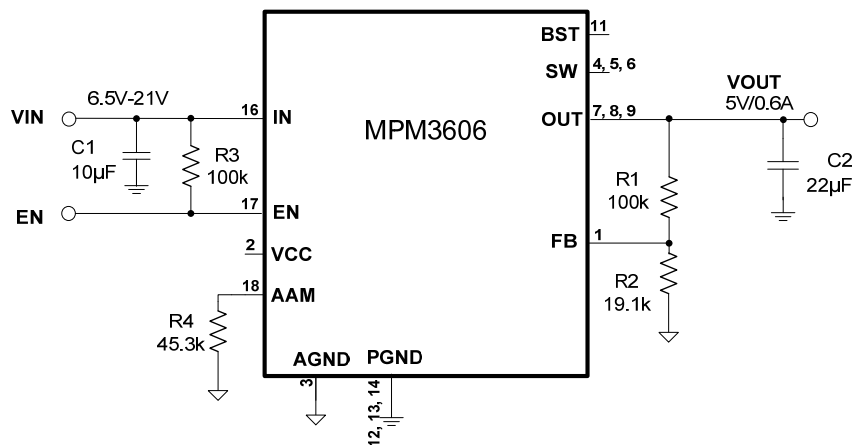 BST
11
SW
4, 5, 6
VIN
6.5V-21V
16
IN
MPM3606
OUT
7, 8, 9
VOUT
5V/0.6A
C1
10µF
R3
100k
R1
100k
C2
22µF
EN
17
EN
FB
1
2
VCC
18
AAM
R2
19.1k
R4
45.3k
AGND
PGND
3
12, 13, 14